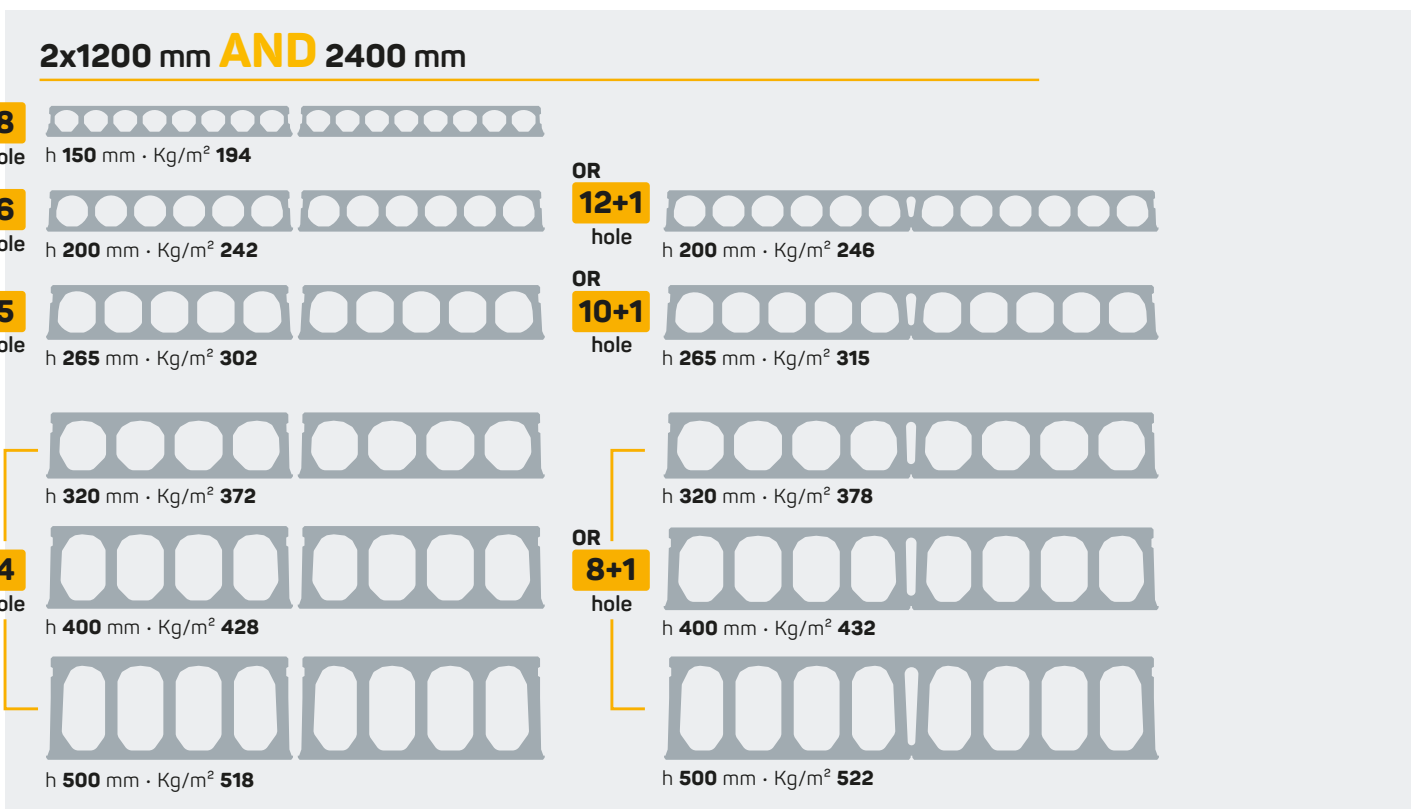 2x1200 mm AND 2400 mm
8
ole
h 150 mm · Kg/m² 194
6
ole
h 200 mm · Kg/m² 242
OR
12+1
hole
h 200 mm · Kg/m² 246
5
ole
h 265 mm · Kg/m² 302
OR
10+1
hole
h 265 mm · Kg/m² 315
h 320 mm · Kg/m² 372
4
ole
h 400 mm · Kg/m² 428
h 500 mm · Kg/m² 518
h 320 mm · Kg/m² 378
OR
8+1
hole
h 400 mm · Kg/m² 432
h 500 mm · Kg/m² 522